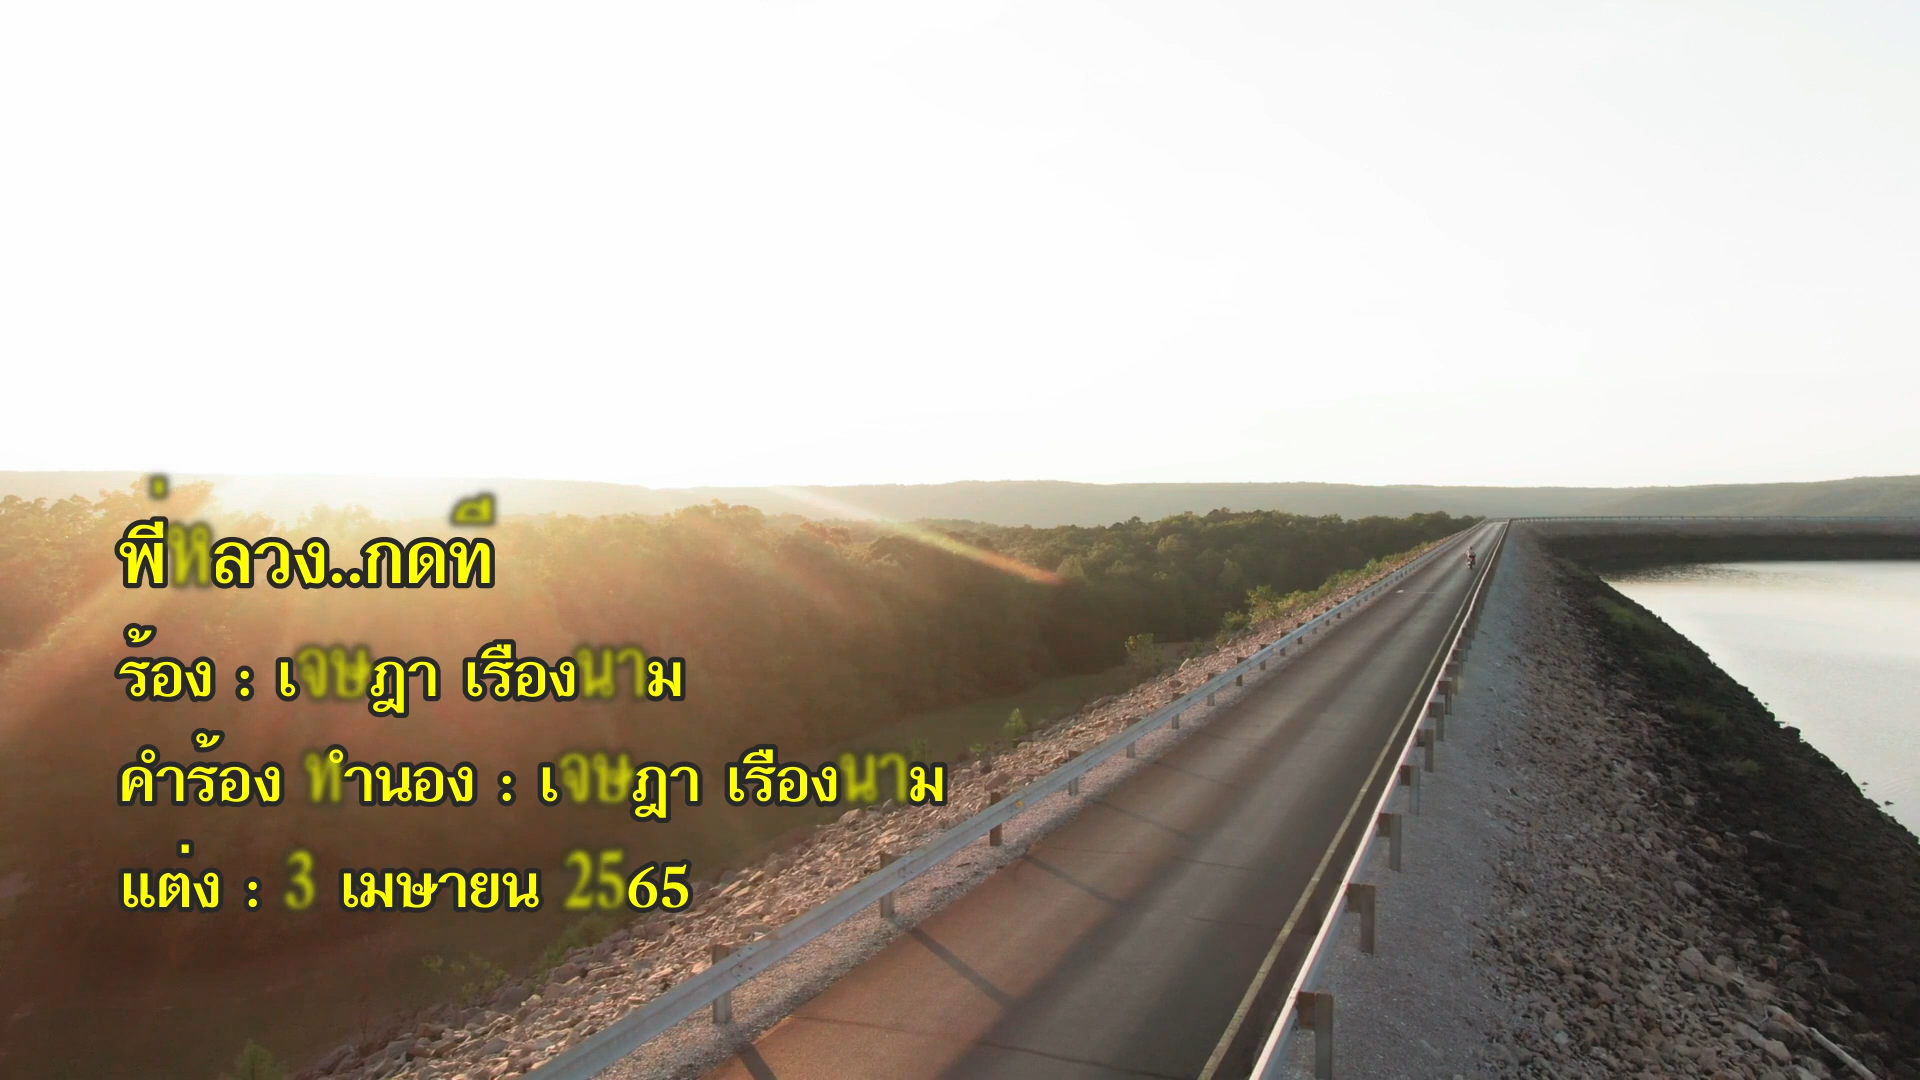 พี่หลวง..กดที
ร้อง : เจษฎา เรืองนาม
คำร้อง ทำนอง : เจษฎา เรืองนาม
แต่ง : 3 เมษายน 2565